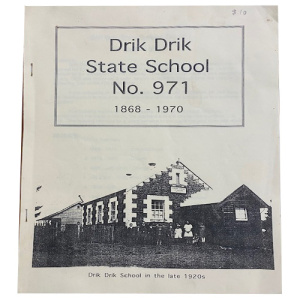 Drik Drik
State School
No. 971
1868 - 1970
Drik Drik School in the late 1920s